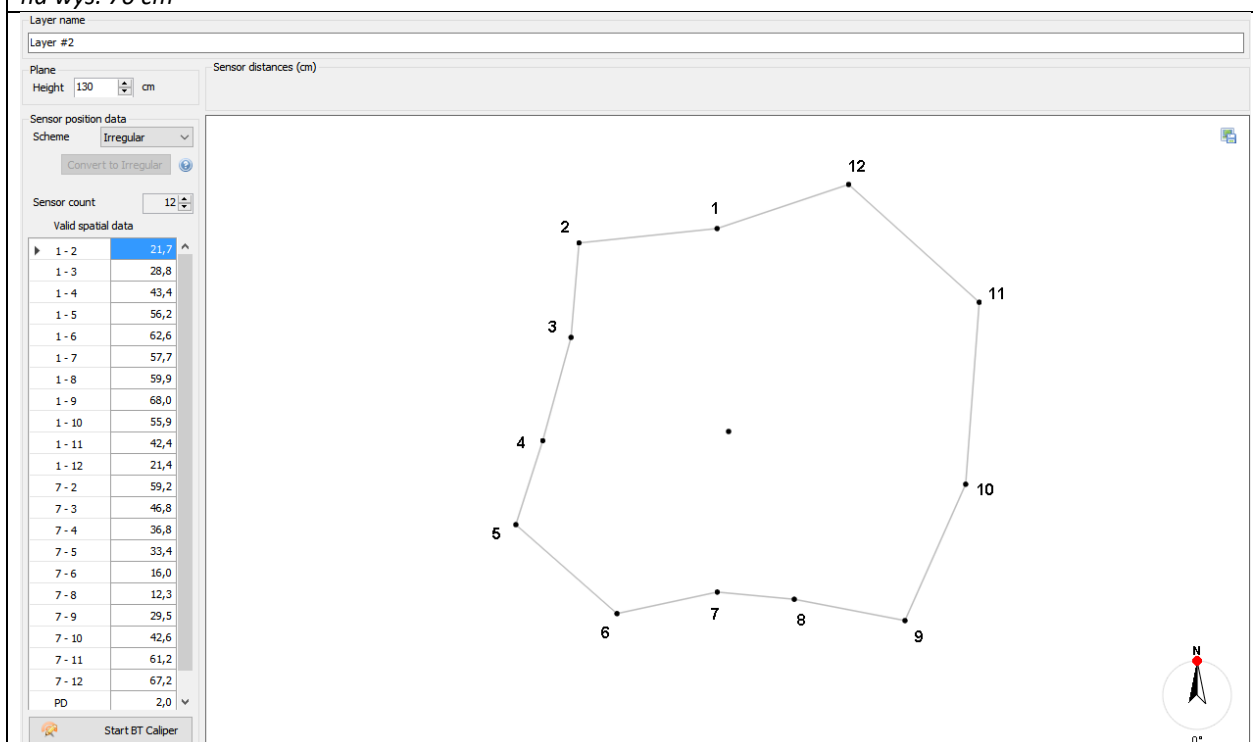 na wys. 70 cm
Layer name
Layer #2
Plane
Height 130 cm
Sensor distances (cm)
Sensor position data
Scheme Irregular
Convert to Irregular
Sensor count 12
Valid spatial data
1 - 2 21,7
1 - 3 28,8
1 - 4 43,4
1 - 5 56,2
1 - 6 62,6
1 - 7 57,7
1 - 8 59,9
1 - 9 68,0
1 - 10 55,9
1 - 11 42,4
1 - 12 21,4
7 - 2 59,2
7 - 3 46,8
7 - 4 36,8
7 - 5 33,4
7 - 6 16,0
7 - 8 12,3
7 - 9 29,5
7 - 10 42,6
7 - 11 61,2
7 - 12 67,2
PD 2,0
Start BT Caliper
12
1
2
11
3
4
10
5
7
8
6
9
N
0°